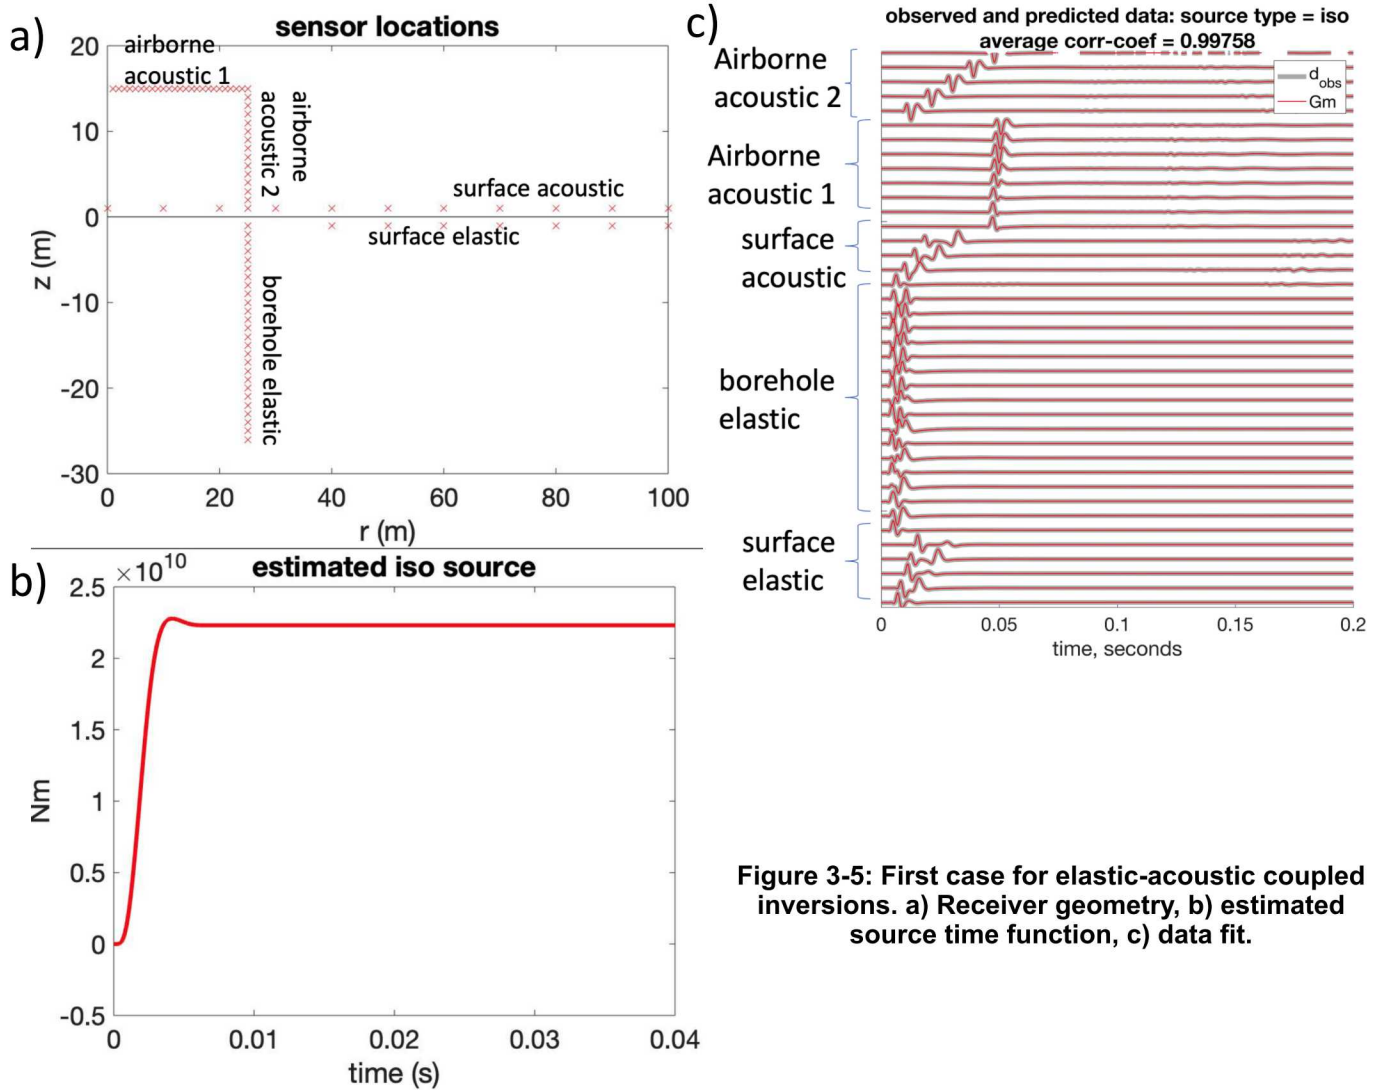 a)
sensor locations
20
10
0
-10
-20
-30
z (m)
airborne
acoustic 1
airborne
acoustic 2
surface acoustic
surface elastic
borehole elastic
0
20
40
60
80
100
r (m)
b)
×10^10
estimated iso source
2.5
2
1.5
1
0.5
0
-0.5
Nm
0
0.01
0.02
0.03
0.04
time (s)
c)
observed and predicted data: source type = iso
average corr-coef = 0.99758
Airborne
acoustic 2
Airborne
acoustic 1
surface
acoustic
borehole
elastic
surface
elastic
d_obs
Gm
0
0.05
0.1
0.15
0.2
time, seconds
Figure 3-5: First case for elastic-acoustic coupled
inversions. a) Receiver geometry, b) estimated
source time function, c) data fit.